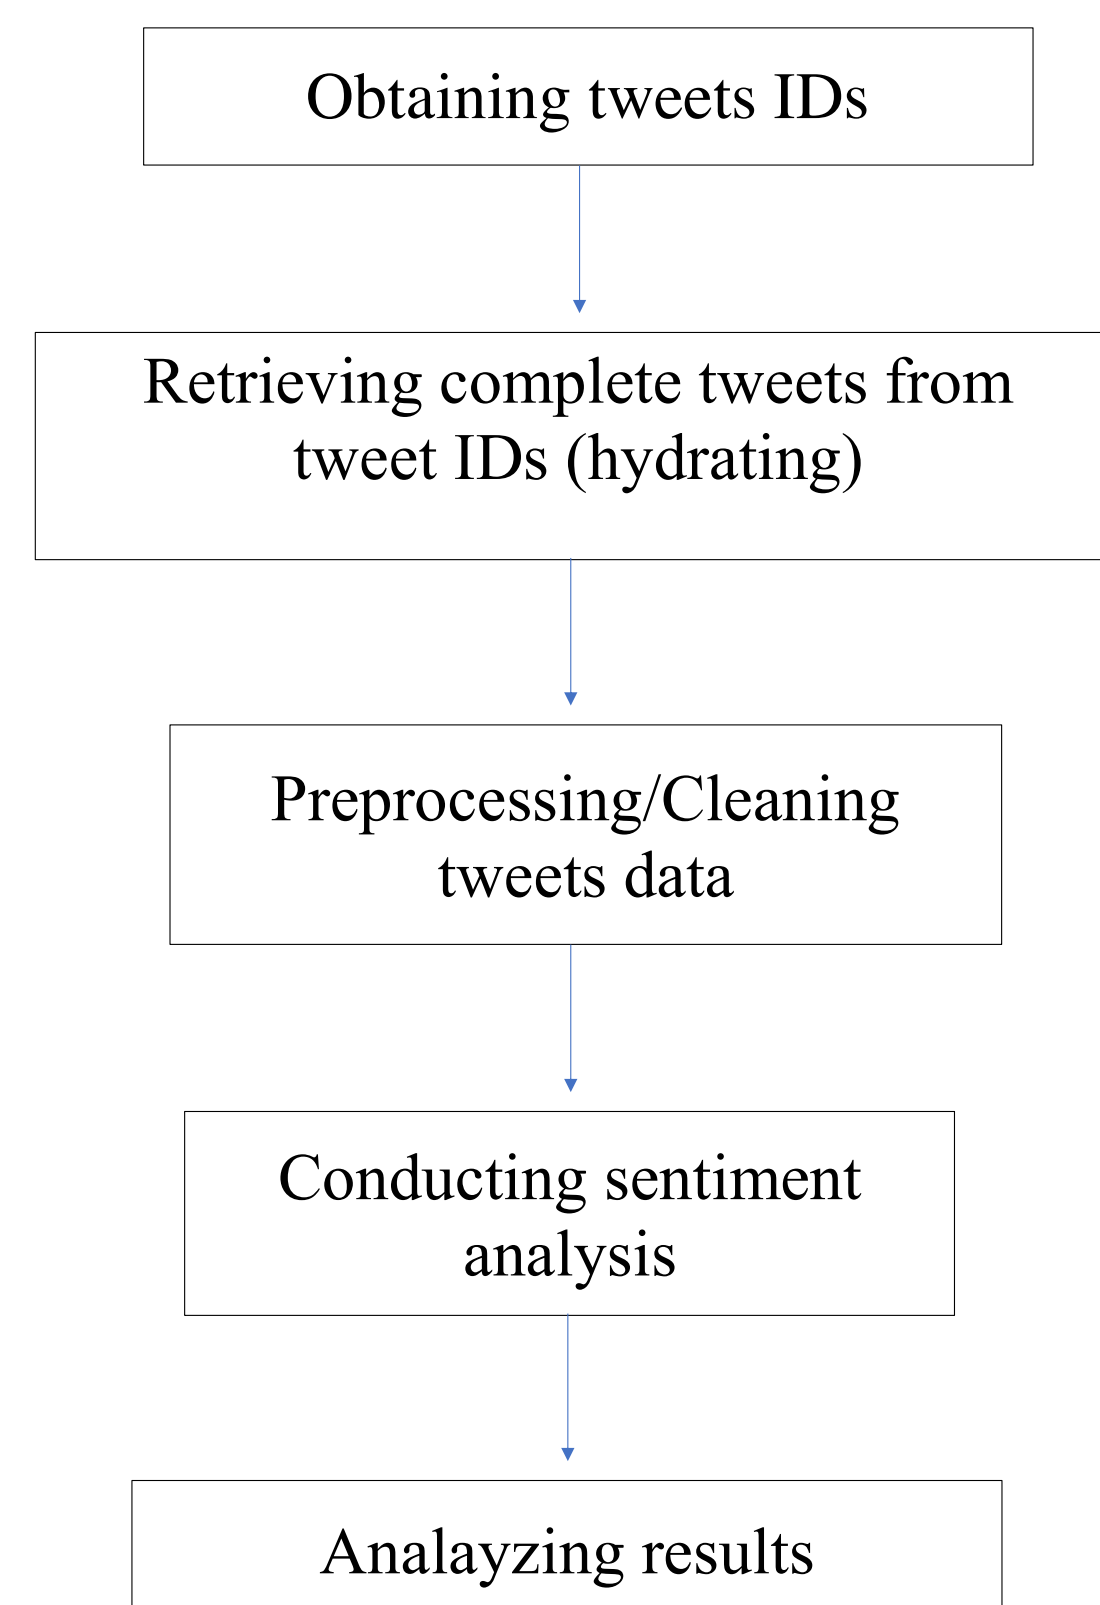 Obtaining tweets IDs
Retrieving complete tweets from
tweet IDs (hydrating)
Preprocessing/Cleaning
tweets data
Conducting sentiment
analysis
Analayzing results